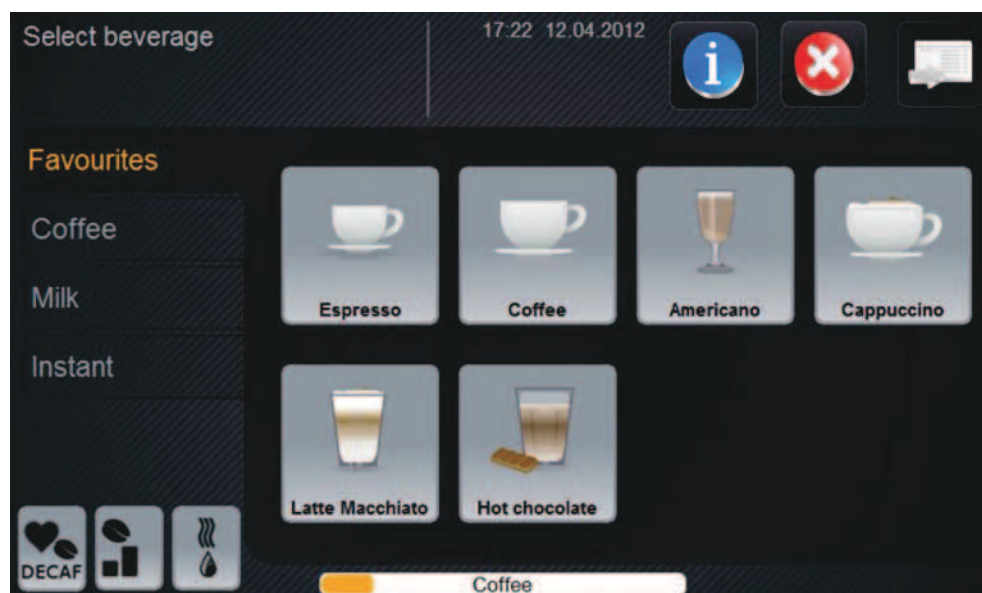 Select beverage
17:22 12.04.2012
i
Favourites
Coffee
Milk
Instant
Espresso
Coffee
Americano
Cappuccino
Latte Macchiato
Hot chocolate
DECAF
Coffee